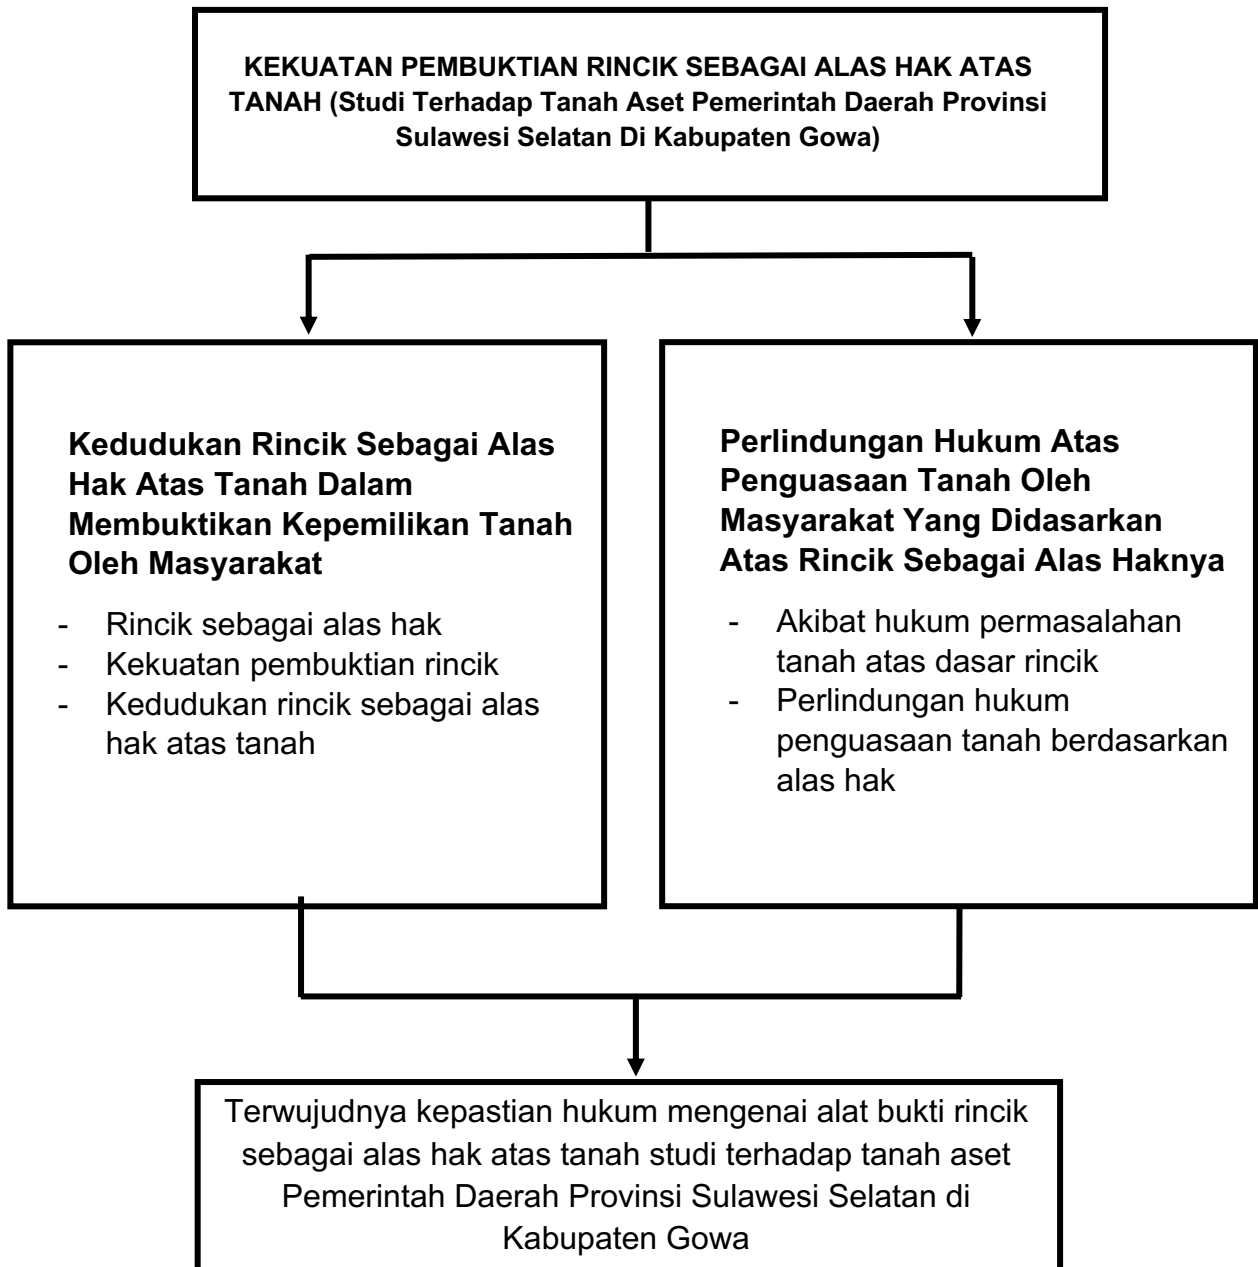 KEKUATAN PEMBUKTIAN RINCIK SEBAGAI ALAS HAK ATAS
TANAH (Studi Terhadap Tanah Aset Pemerintah Daerah Provinsi
Sulawesi Selatan Di Kabupaten Gowa)
Kedudukan Rincik Sebagai Alas
Hak Atas Tanah Dalam
Membuktikan Kepemilikan Tanah
Oleh Masyarakat
- Rincik sebagai alas hak
- Kekuatan pembuktian rincik
- Kedudukan rincik sebagai alas
hak atas tanah
Perlindungan Hukum Atas
Penguasaan Tanah Oleh
Masyarakat Yang Didasarkan
Atas Rincik Sebagai Alas Haknya
- Akibat hukum permasalahan
tanah atas dasar rincik
- Perlindungan hukum
penguasaan tanah berdasarkan
alas hak
Terwujudnya kepastian hukum mengenai alat bukti rincik
sebagai alas hak atas tanah studi terhadap tanah aset
Pemerintah Daerah Provinsi Sulawesi Selatan di
Kabupaten Gowa